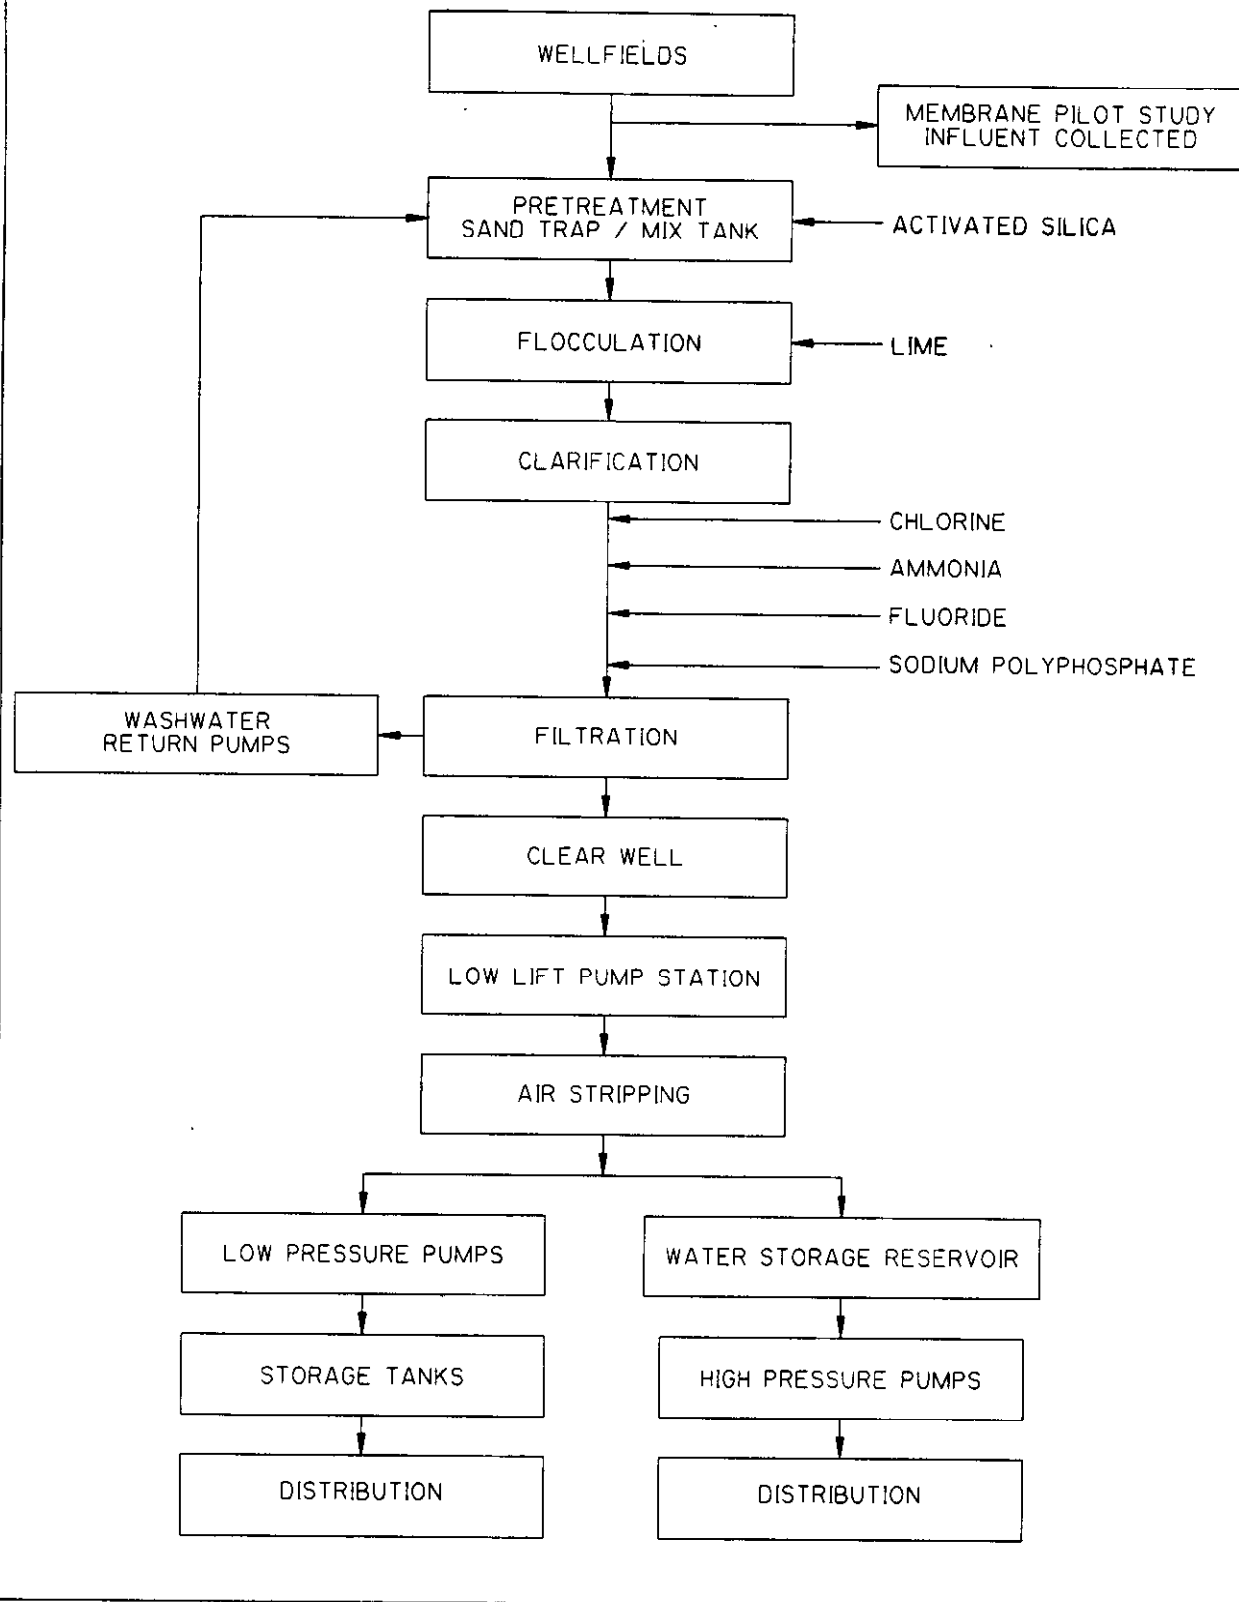 WELLFIELDS
MEMBRANE PILOT STUDY
INFLUENT COLLECTED
PRETREATMENT
SAND TRAP / MIX TANK
ACTIVATED SILICA
FLOCCULATION
LIME
CLARIFICATION
CHLORINE
AMMONIA
FLUORIDE
SODIUM POLYPHOSPHATE
WASHWATER
RETURN PUMPS
FILTRATION
CLEAR WELL
LOW LIFT PUMP STATION
AIR STRIPPING
LOW PRESSURE PUMPS
WATER STORAGE RESERVOIR
STORAGE TANKS
HIGH PRESSURE PUMPS
DISTRIBUTION
DISTRIBUTION